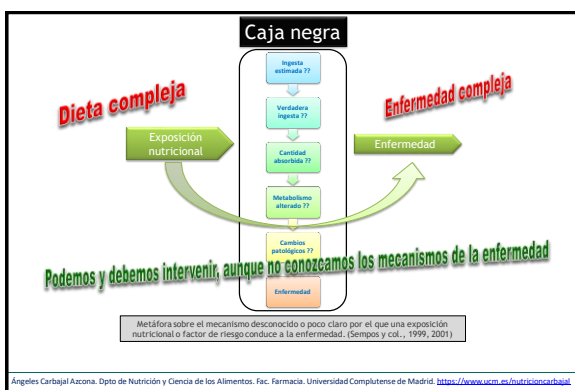 Caja negra
Dieta compleja
Exposición
nutricional
Ingesta
estimada ??
Verdadera
ingesta ??
Cantidad
absorbida ??
Metabolismo
alterado ??
Cambios
patológicos ??
Enfermedad
Enfermedad compleja
Enfermedad
Podemos y debemos intervenir, aunque no conozcamos los mecanismos de la enfermedad
Metáfora sobre el mecanismo desconocido o poco claro por el que una exposición
nutricional o factor de riesgo conduce a la enfermedad. (Sempos y col., 1999, 2001)
Ángeles Carbajal Azcona. Dpto de Nutrición y Ciencia de los Alimentos. Fac. Farmacia. Universidad Complutense de Madrid. https://www.ucm.es/nutricioncarbajal